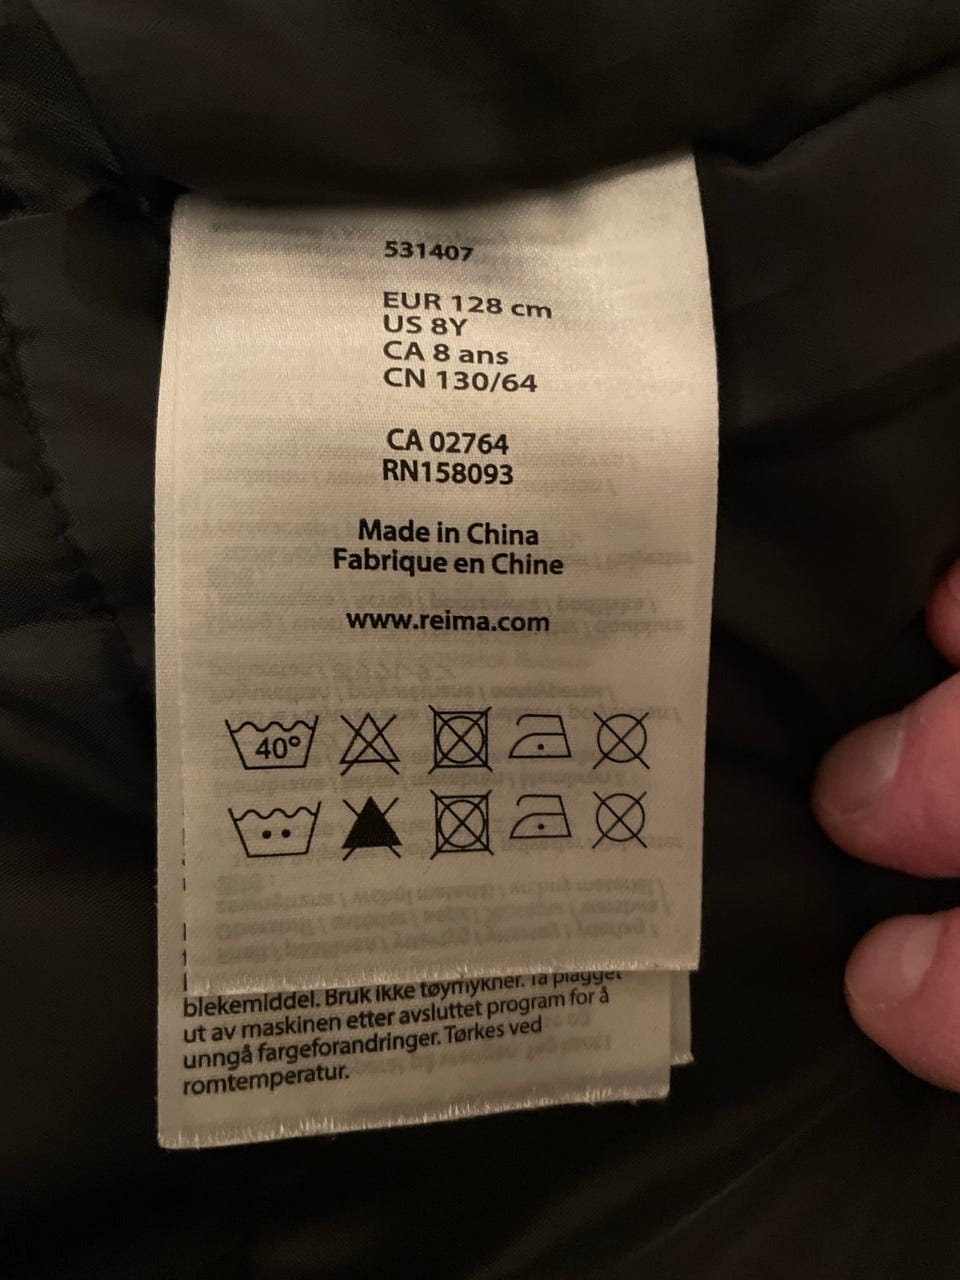 531407
EUR 128 cm
US 8Y
CA 8 ans
CN 130/64
CA 02764
RN158093
Made in China
Fabrique en Chine
www.reima.com
40°
blekemiddel. Bruk ikke tøymykner. Ta plagget
ut av maskinen etter avsluttet program for å
unngå fargeforandringer. Tørkes ved
romtemperatur.